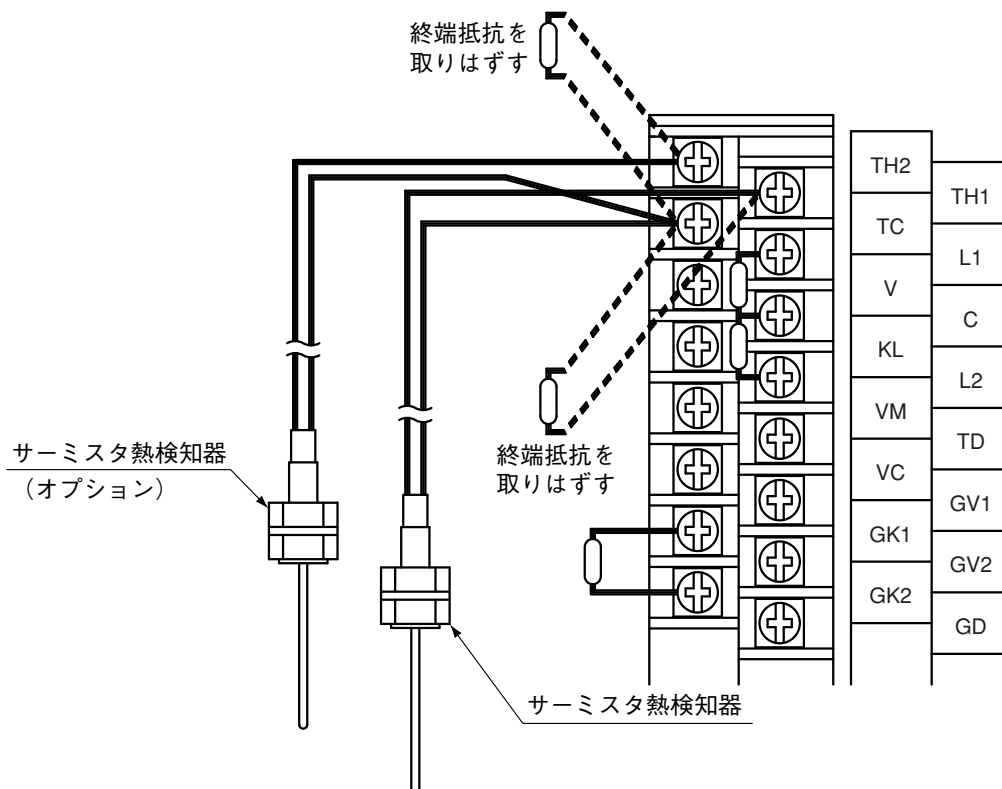 終端抵抗を
取りはずす
TH2
TH1
TC
L1
V
C
KL
L2
VM
TD
VC
GV1
GK1
GV2
GK2
GD
終端抵抗を
取りはずす
サーミスタ熱検知器
（オプション）
サーミスタ熱検知器